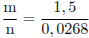 m/n = 1,5/0,0268